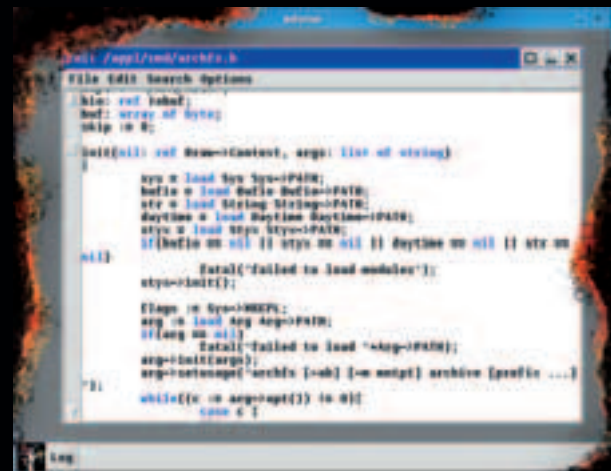 edit: /appl/cmd/archfs.b
File Edit Search Options
bio: ref Iobuf;
buf: array of byte;
skip := 0;
init(nil: ref Draw->Context, args: list of string)
{
sys = load Sys Sys->PATH;
bufio = load Bufio Bufio->PATH;
str = load String String->PATH;
daytime = load Daytime Daytime->PATH;
styx = load Styx Styx->PATH;
if(bufio == nil || styx == nil || daytime == nil || str ==
nil)
fatal("failed to load modules");
styx->init();
flags := Sys->MREPL;
arg := load Arg Arg->PATH;
if(arg == nil)
fatal("failed to load "+Arg->PATH);
arg->init(args);
arg->setusage("archfs [-ab] [-m mntpt] archive [prefix ...]
");
while((c := arg->opt()) != 0){
case c {
Log